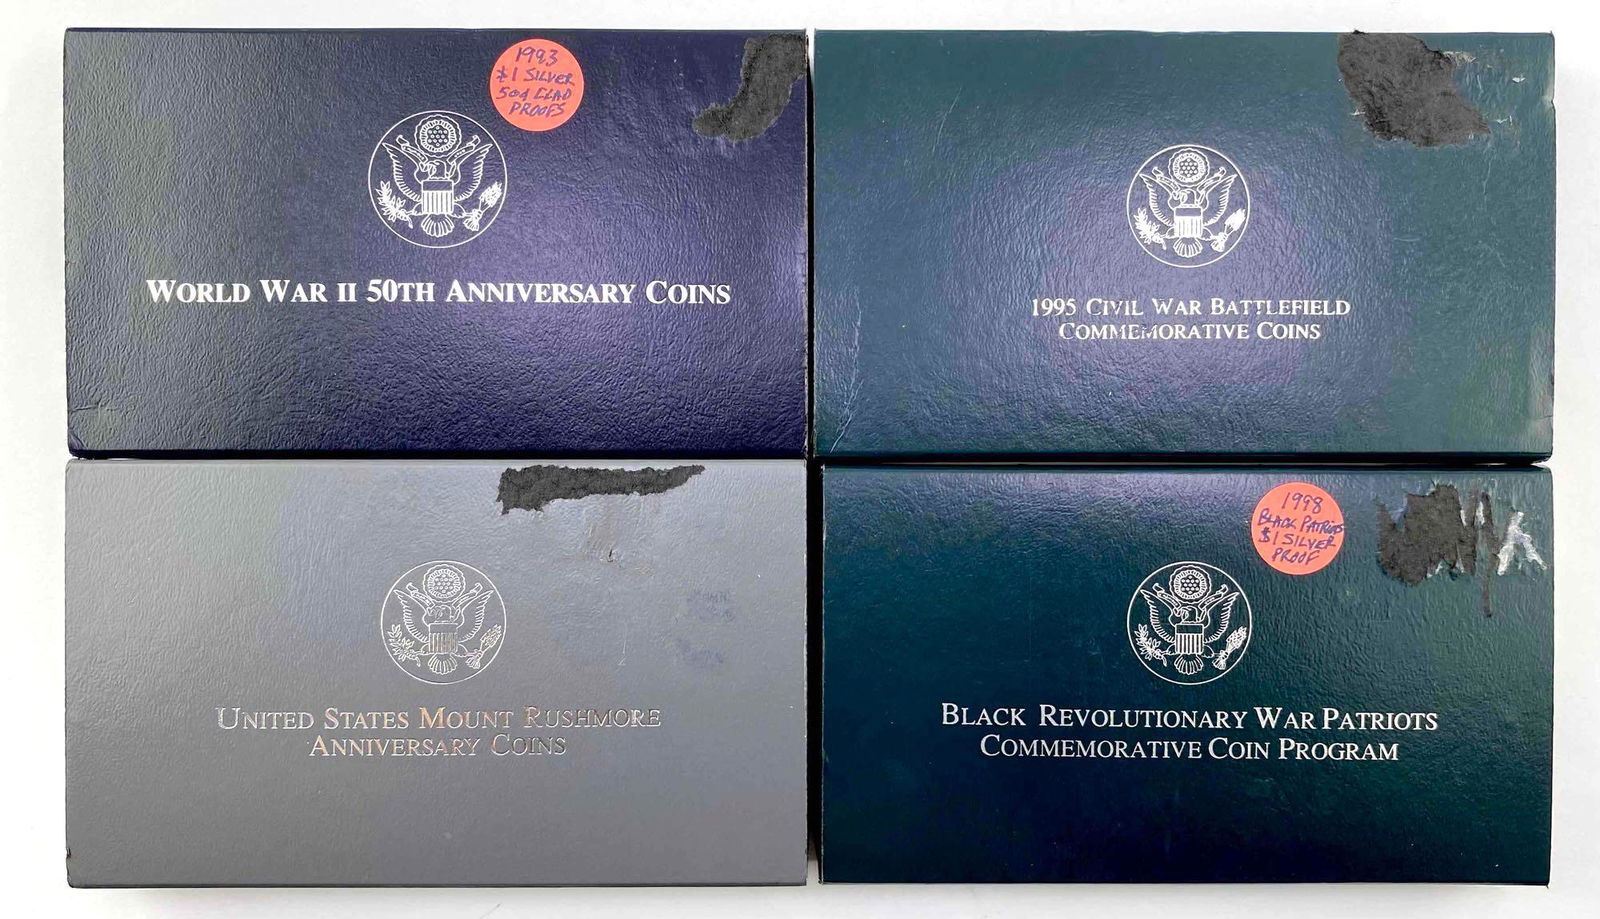 1993
$1 SILVER
50¢ CLAD
PROOFS
WORLD WAR II 50TH ANNIVERSARY COINS
1995 CIVIL WAR BATTLEFIELD
COMMEMORATIVE COINS
UNITED STATES MOUNT RUSHMORE
ANNIVERSARY COINS
1998
BLACK PATRIOTS
$1 SILVER
PROOF
BLACK REVOLUTIONARY WAR PATRIOTS
COMMEMORATIVE COIN PROGRAM